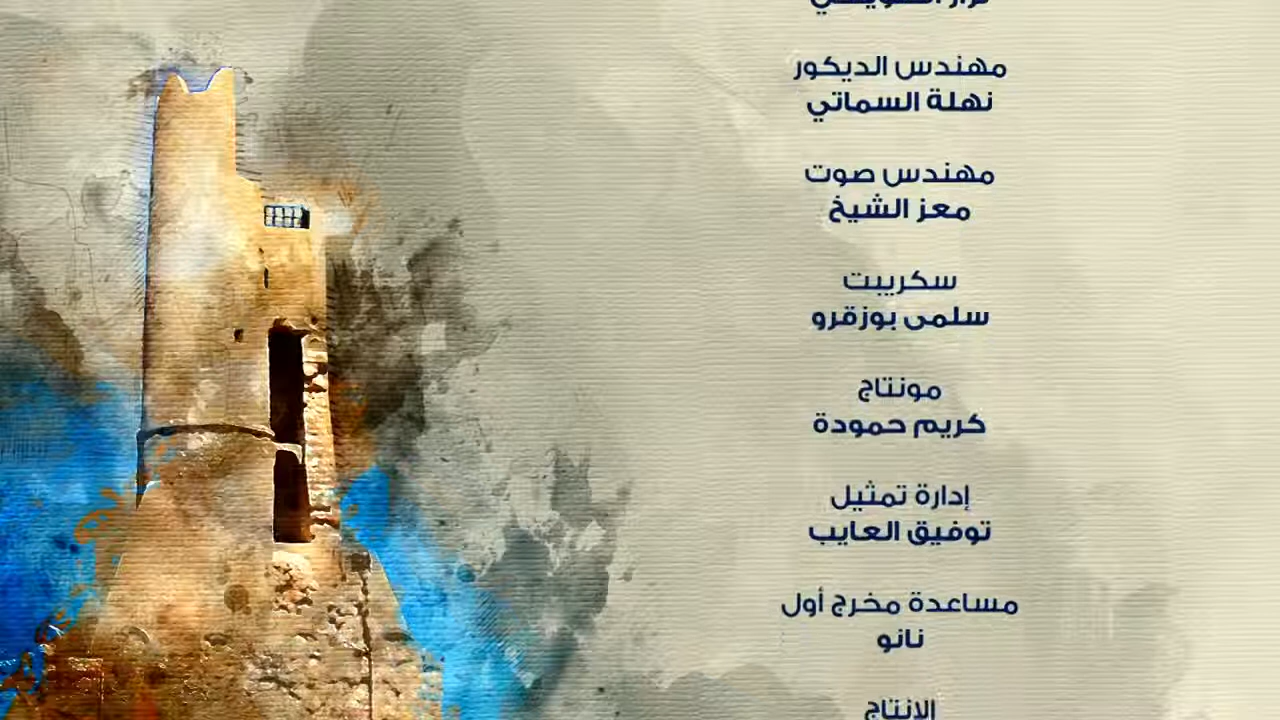 مهندس الديكور
نهلة السماتي
مهندس صوت
معز الشيخ
سكريبت
سلمى بوزقرو
مونتاج
كريم حمودة
إدارة تمثيل
توفيق العايب
مساعدة مخرج أول
نانو
الانتاج